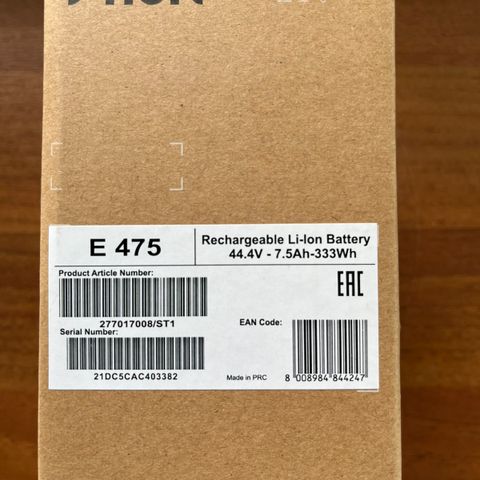 E 475
Rechargeable Li-Ion Battery
44.4V - 7.5Ah-333Wh
Product Article Number:
277017008/ST1
EAC
Serial Number:
21DC5CAC403382
EAN Code:
Made in PRC
8 008984 844247